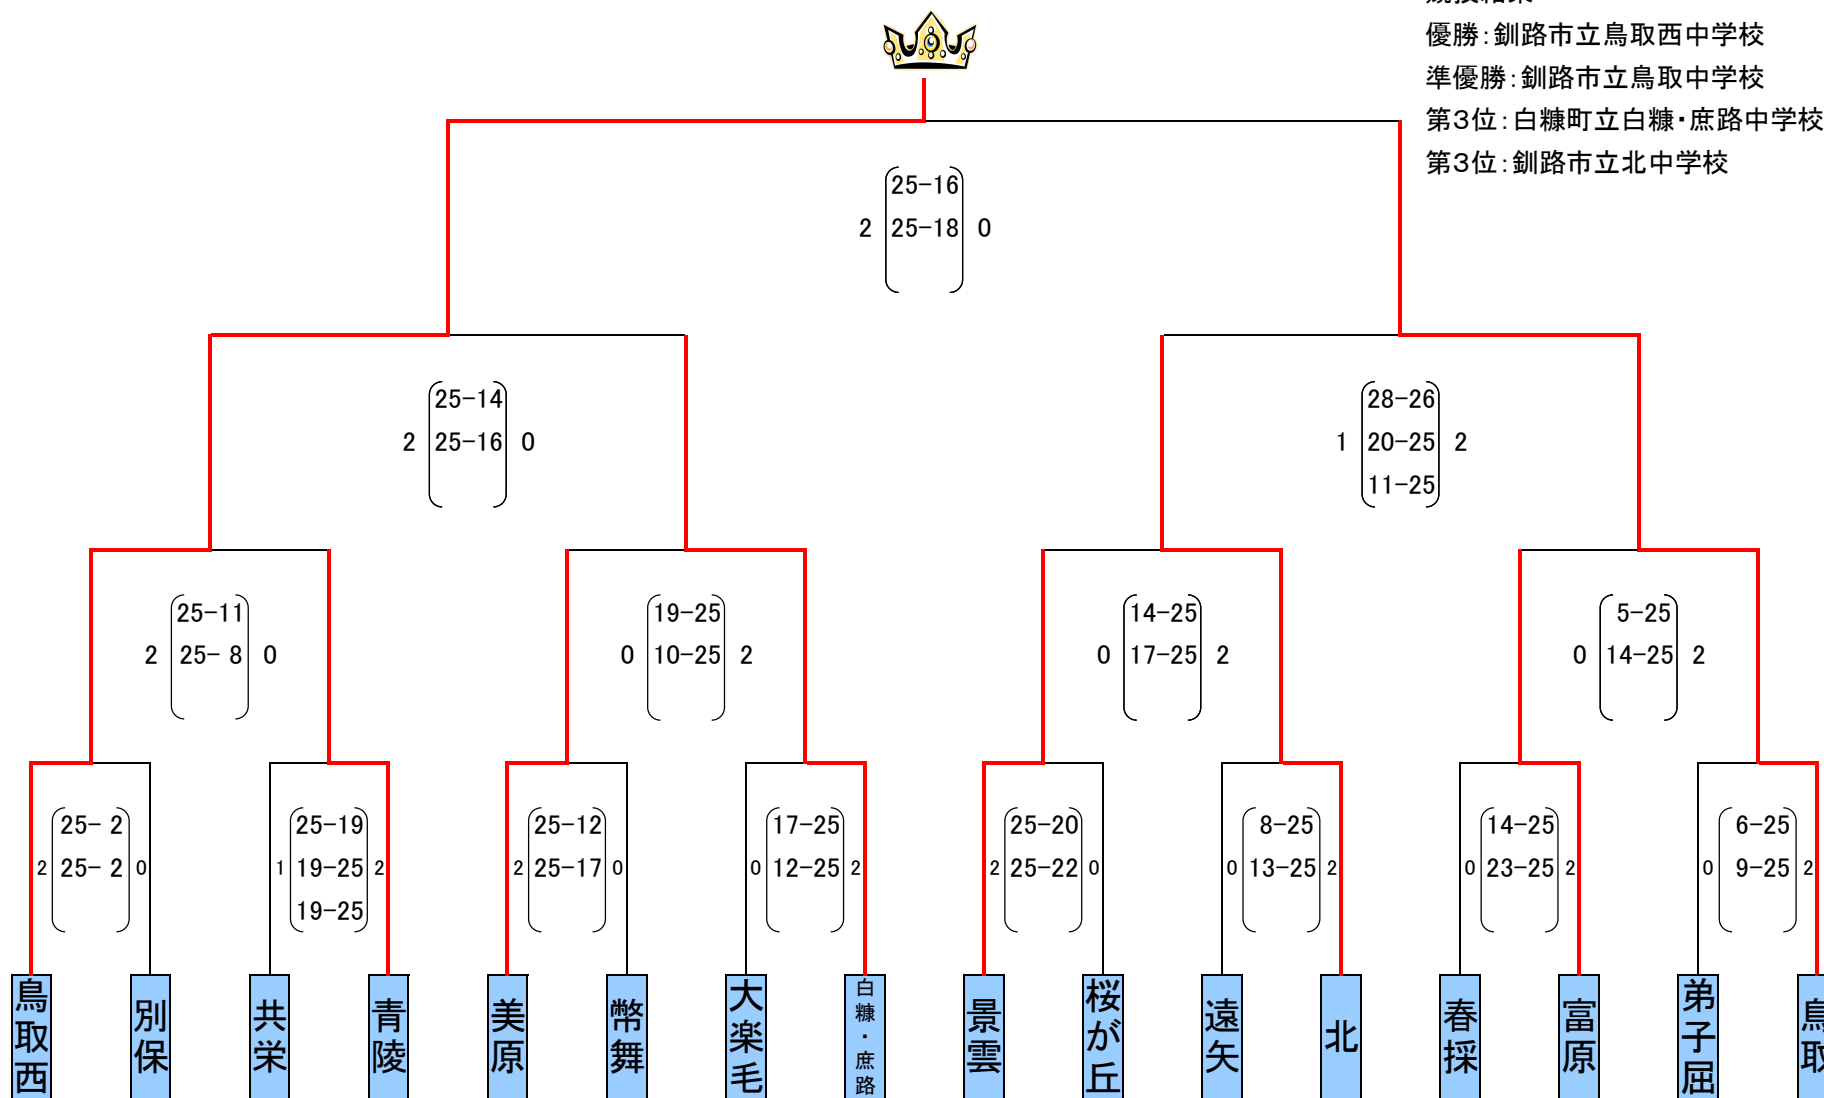 優勝：釧路市立鳥取西中学校
準優勝：釧路市立鳥取中学校
第3位：白糠町立白糠・庶路中学校
第3位：釧路市立北中学校
25-16
2 25-18 0
25-14
2 25-16 0
28-26
1 20-25 2
11-25
25-11
2 25- 8 0
19-25
0 10-25 2
14-25
0 17-25 2
5-25
0 14-25 2
25- 2
2 25- 2 0
25-19
1 19-25 2
19-25
25-12
2 25-17 0
17-25
0 12-25 2
25-20
2 25-22 0
8-25
0 13-25 2
14-25
0 23-25 2
6-25
0 9-25 2
鳥取西
別保
共栄
青陵
美原
幣舞
大楽毛
白糠・庶路
景雲
桜が丘
遠矢
北
春採
富原
弟子屈
鳥取